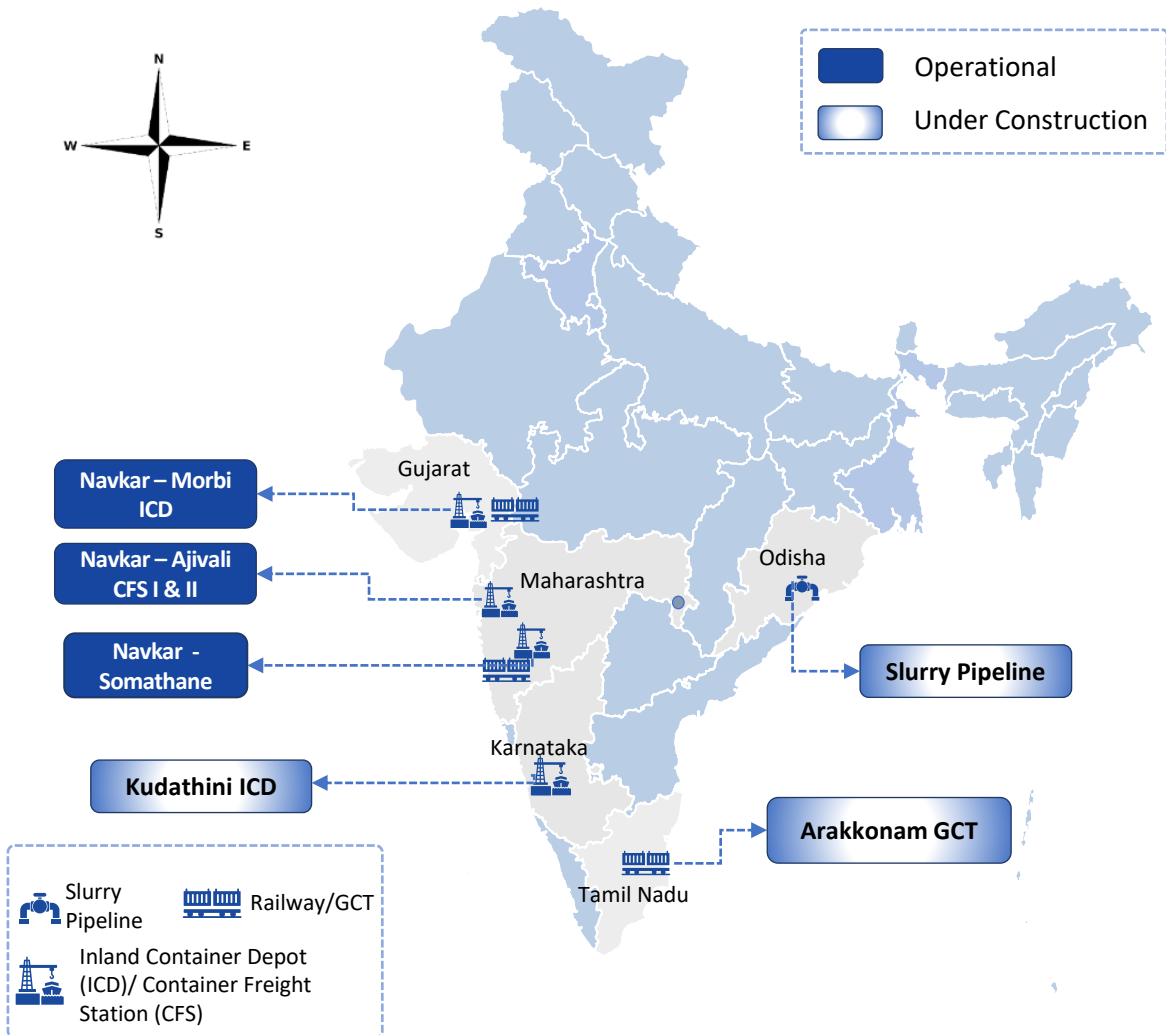 N
W
E
S
Operational
Under Construction
Gujarat
Navkar – Morbi
ICD
Navkar – Ajivali
CFS I & II
Maharashtra
Odisha
Navkar -
Somathane
Slurry Pipeline
Karnataka
Kudathini ICD
Arakkonam GCT
Tamil Nadu
Slurry
Pipeline
Railway/GCT
Inland Container Depot
(ICD)/ Container Freight
Station (CFS)